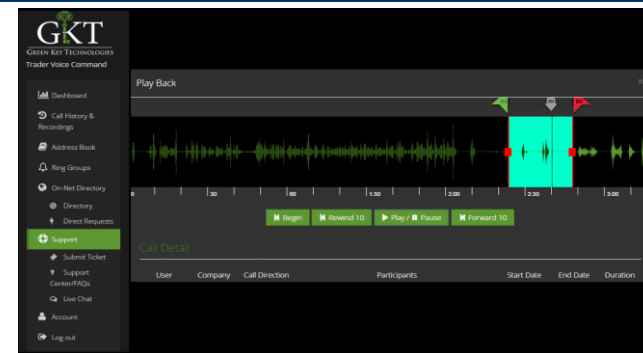 GKT
GREEN KEY TECHNOLOGIES
Trader Voice Command
Dashboard
Call History &
Recordings
Address Book
Ring Groups
On-Net Directory
Directory
Direct Requests
Support
Submit Ticket
Support
Center/FAQs
Live Chat
Account
Log out
Play Back
30
60
1:30
2:00
2:30
3:00
Begin
Rewind 10
Play / Pause
Forward 10
Call Detail
User Company Call Direction Participants Start Date End Date Duration